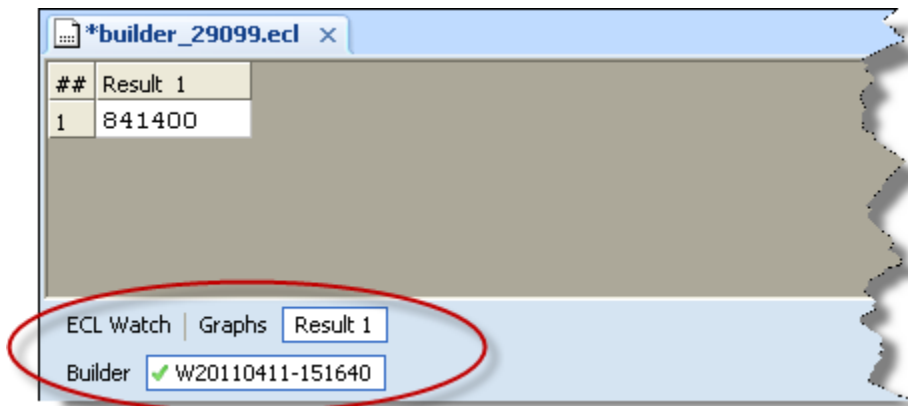 *builder_29099.ecl ×
## Result 1
1 841400
ECL Watch | Graphs Result 1
Builder W20110411-151640